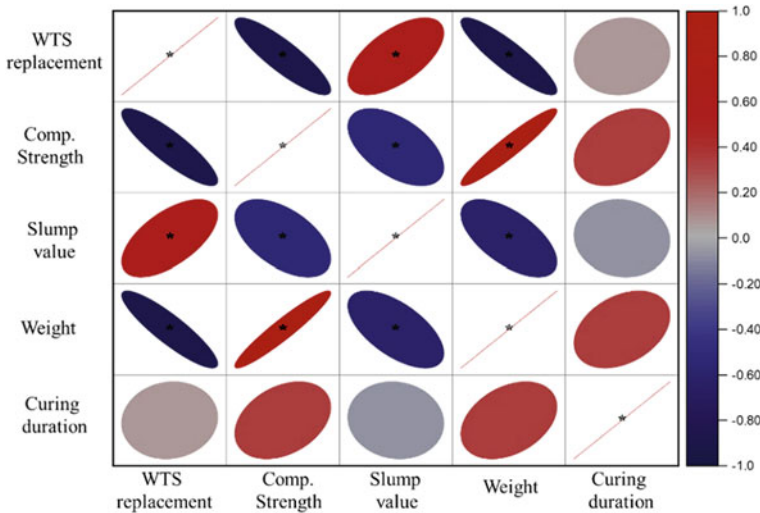 WTS
replacement
Comp.
Strength
Slump
value
Weight
Curing
duration
WTS
replacement
Comp.
Strength
Slump
value
Weight
Curing
duration
1.0
0.80
0.60
0.40
0.20
0.0
-0.20
-0.40
-0.60
-0.80
-1.0